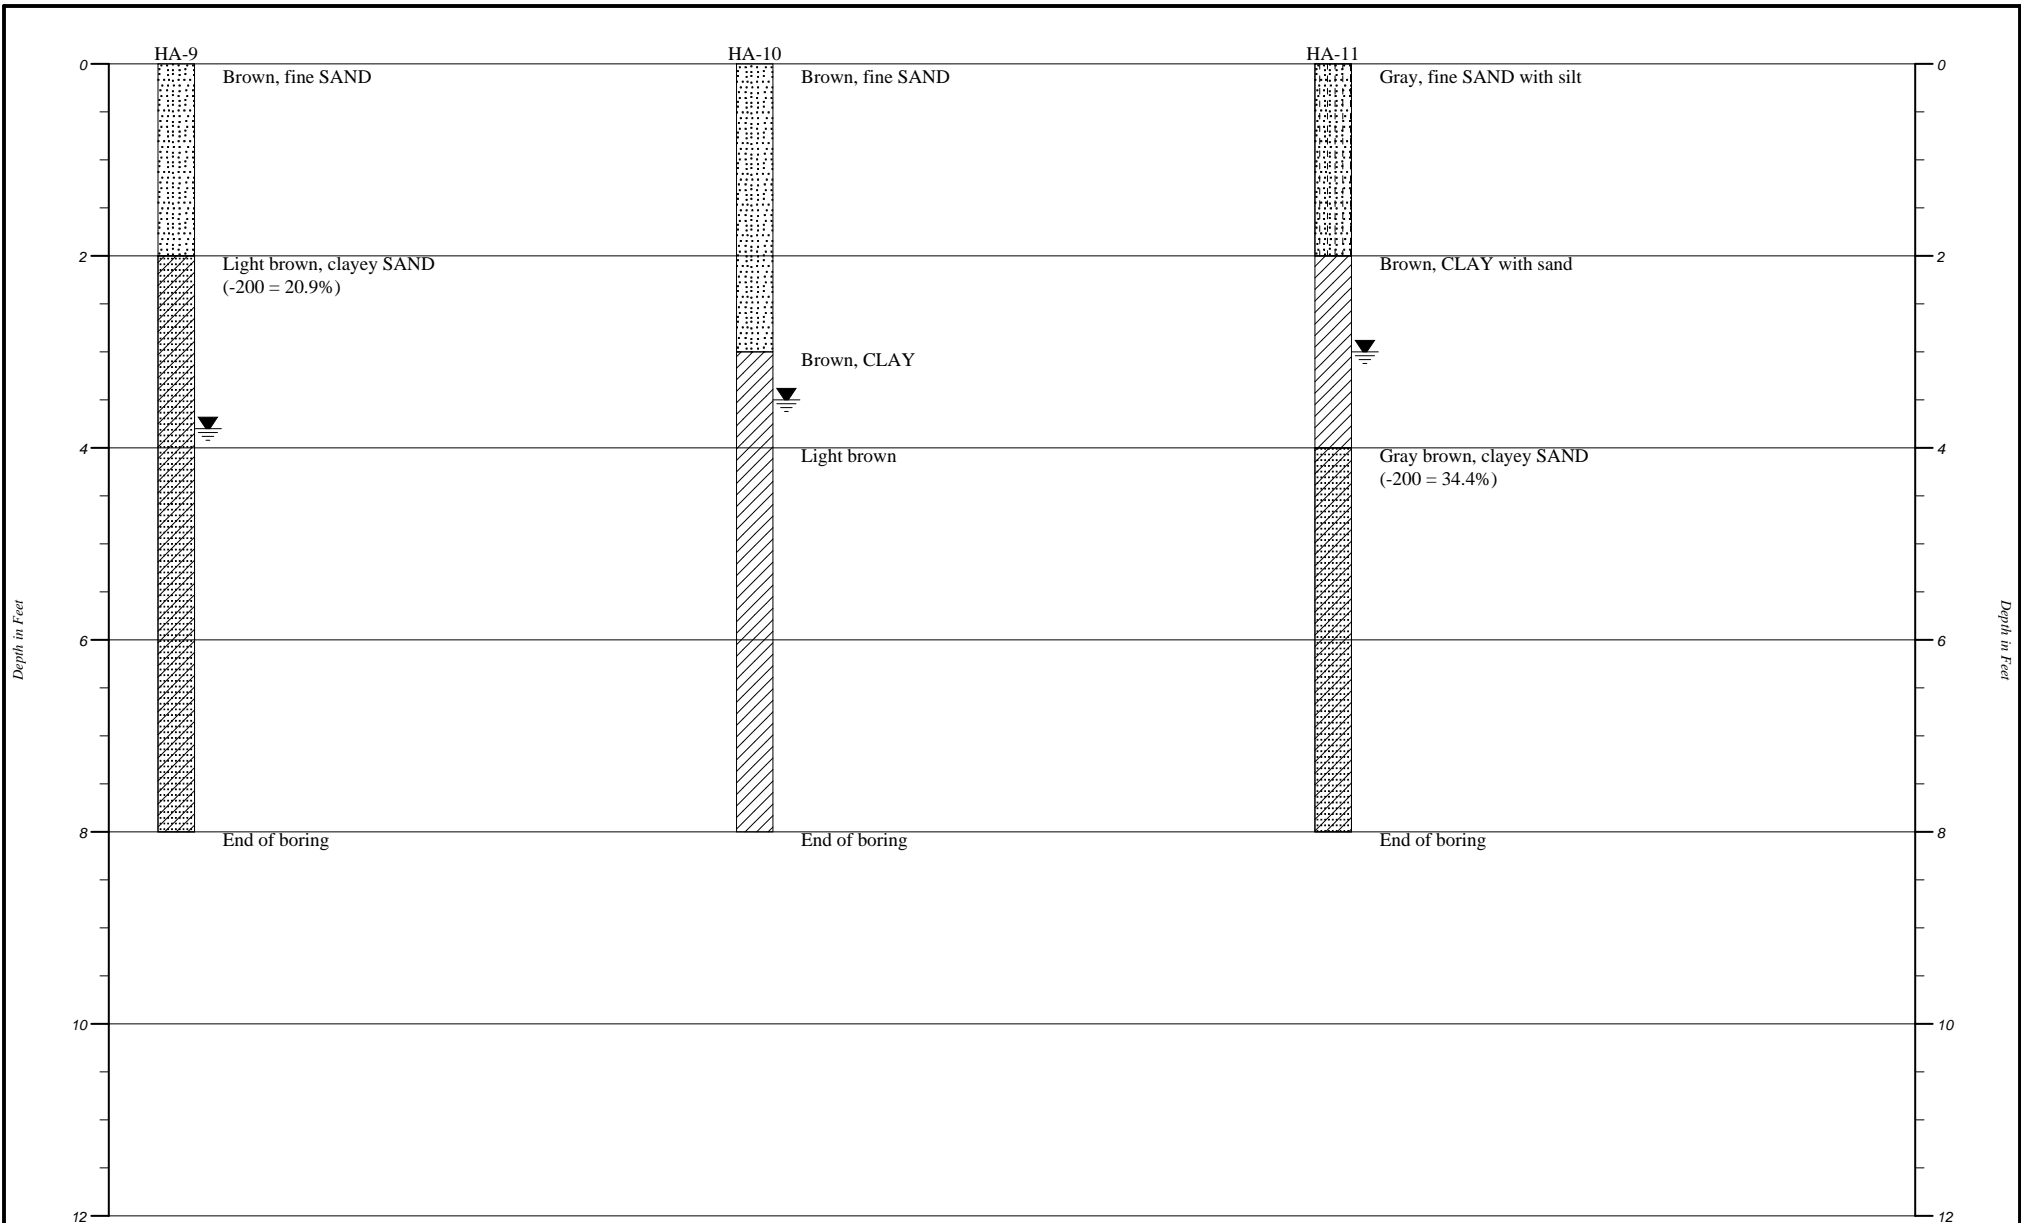 HA-9
HA-10
HA-11
0
Brown, fine SAND
Brown, fine SAND
Gray, fine SAND with silt
0
2
Light brown, clayey SAND
(-200 = 20.9%)
Brown, CLAY with sand
2
Brown, CLAY
4
Light brown
Gray brown, clayey SAND
(-200 = 34.4%)
4
Depth in Feet
6
6
Depth in Feet
8
End of boring
End of boring
End of boring
8
10
10
12
12